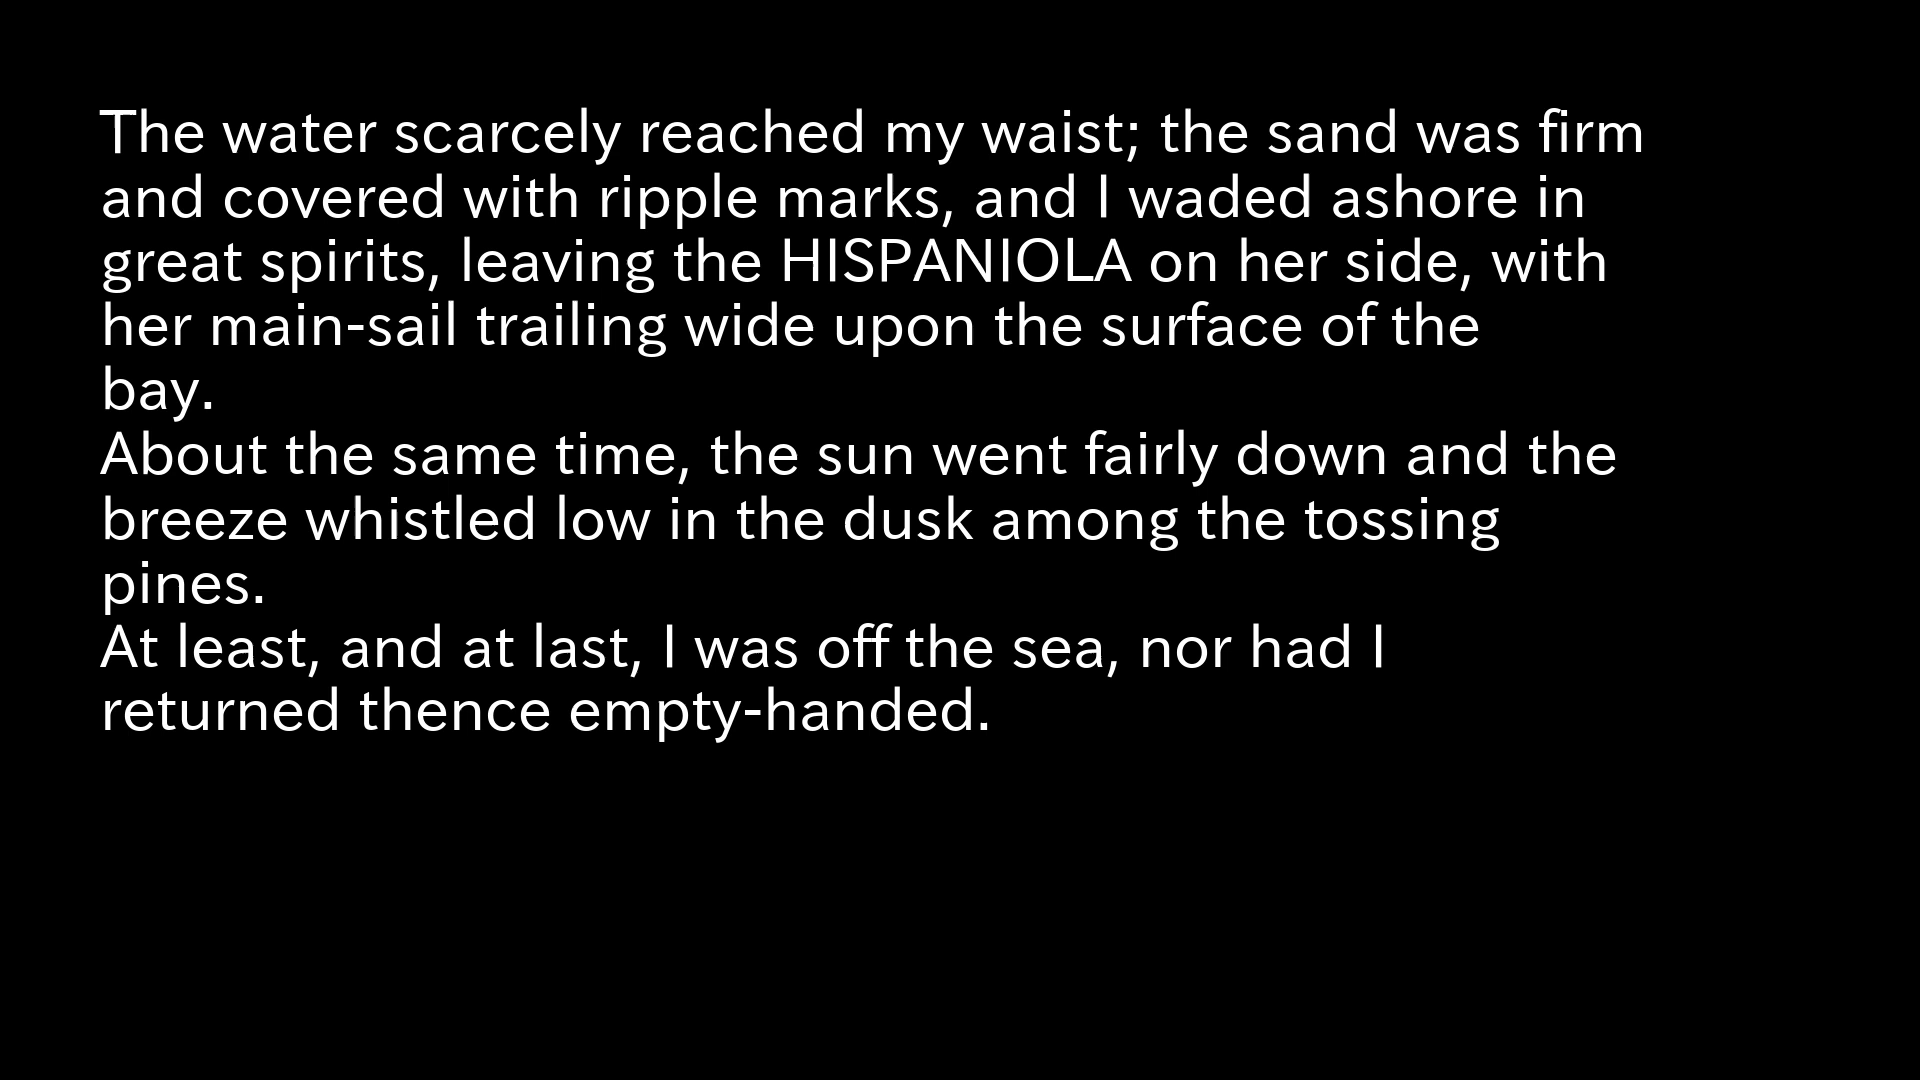 The water scarcely reached my waist; the sand was firm
and covered with ripple marks, and I waded ashore in
great spirits, leaving the HISPANIOLA on her side, with
her main-sail trailing wide upon the surface of the
bay.
About the same time, the sun went fairly down and the
breeze whistled low in the dusk among the tossing
pines.
At least, and at last, I was off the sea, nor had I
returned thence empty-handed.